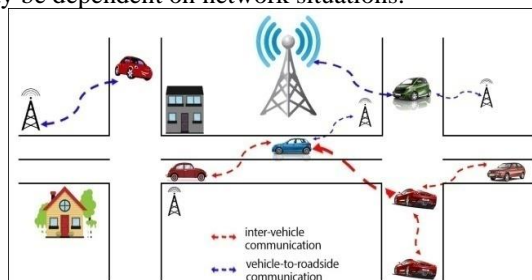 y be dependent on network situations.
inter-vehicle
communication
vehicle-to-roadside
communication